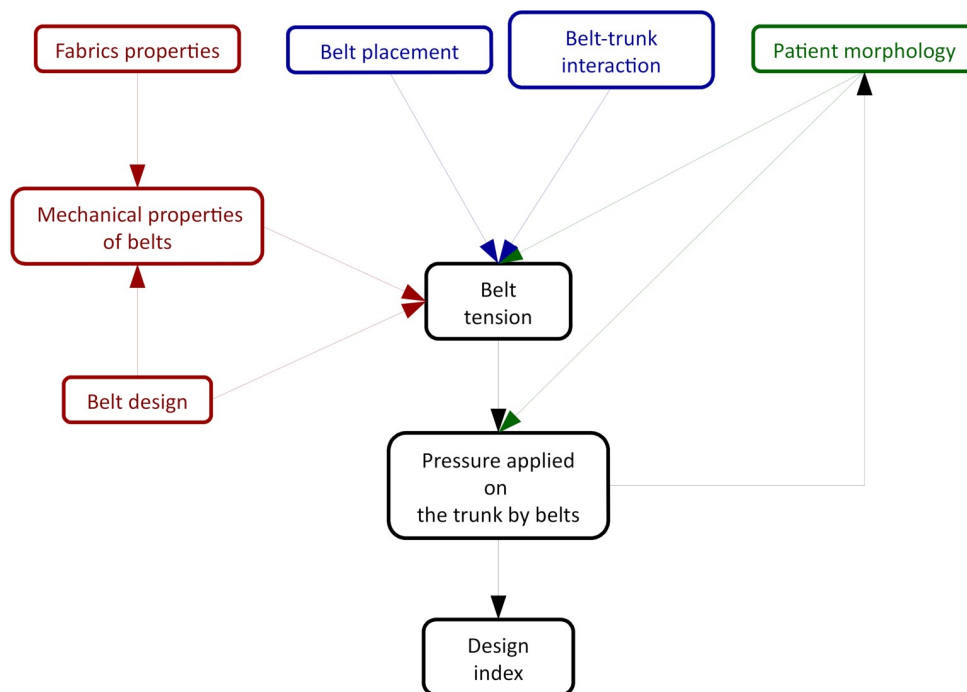 Fabrics properties
Belt placement
Belt-trunk
interaction
Patient morphology
Mechanical properties
of belts
Belt
tension
Belt design
Pressure applied
on
the trunk by belts
Design
index